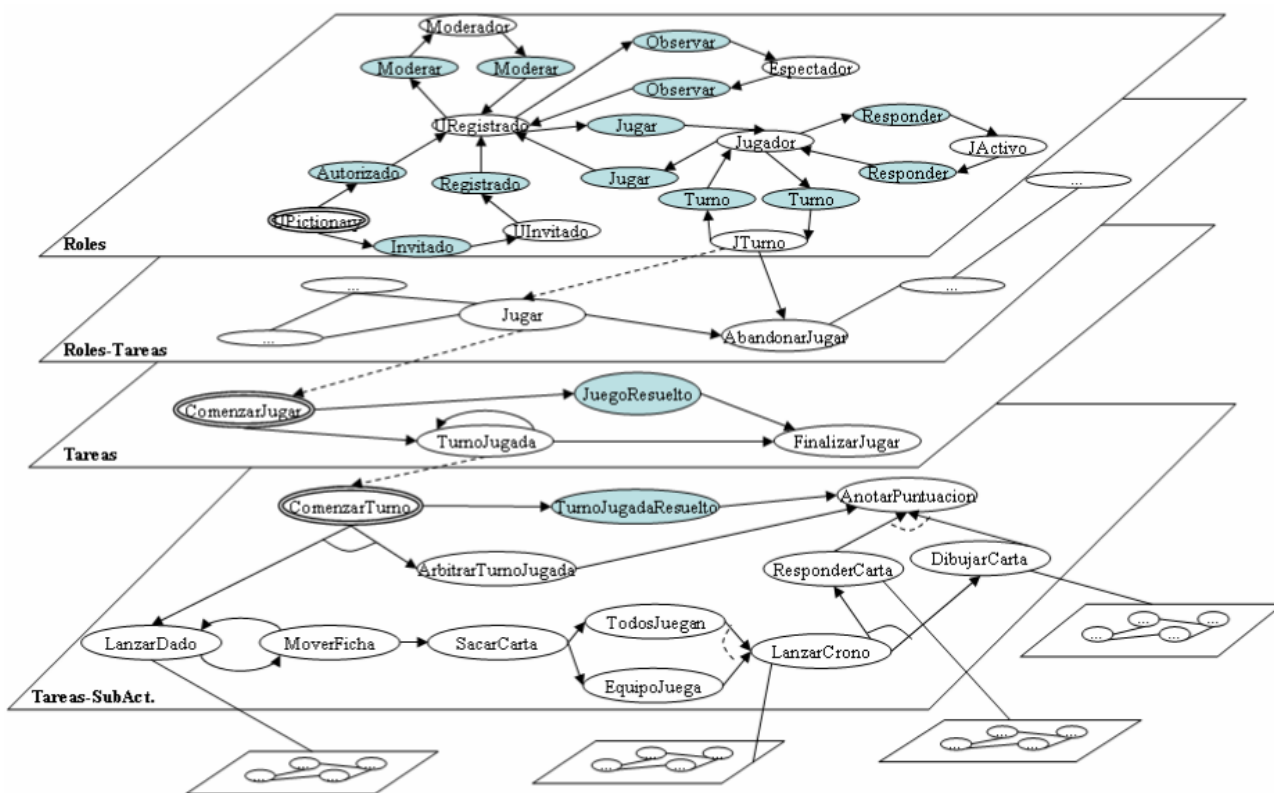 Moderador
Moderar
Moderar
Observar
Espectador
Observar
URegistrado
Jugar
Jugador
Responder
JActivo
Responder
Autorizado
Registrado
Jugar
Turno
Turno
UPictionary
UInvitado
Invitado
JTurno
Roles
...
...
...
...
Jugar
AbandonarJugar
Roles-Tareas
ComenzarJugar
JuegoResuelto
TurnoJugada
FinalizarJugar
Tareas
ComenzarTurno
TurnoJugadaResuelto
AnotarPuntuacion
ArbitrarTurnoJugada
ResponderCarta
DibujarCarta
LanzarDado
MoverFicha
SacarCarta
TodosJuegan
EquipoJuega
LanzarCrono
Tareas-SubAct.
... ...
... ...
... ...
... ...
... ...
... ...
... ...
... ...